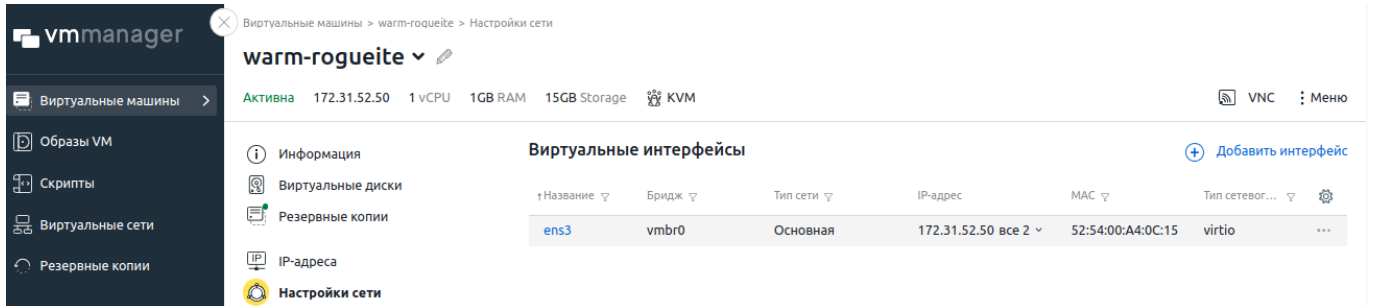 vmmanager
Виртуальные машины
Образы VM
Скрипты
Виртуальные сети
Резервные копии
Виртуальные машины > warm-rogueite > Настройки сети
warm-rogueite
Активна 172.31.52.50 1 vCPU 1GB RAM 15GB Storage KVM VNC Меню
Информация
Виртуальные диски
Резервные копии
IP-адреса
Настройки сети
Виртуальные интерфейсы
Добавить интерфейс
↑Название Бридж Тип сети IP-адрес MAC Тип сетевог...
ens3 vmbr0 Основная 172.31.52.50 все 2 52:54:00:A4:0C:15 virtio ...